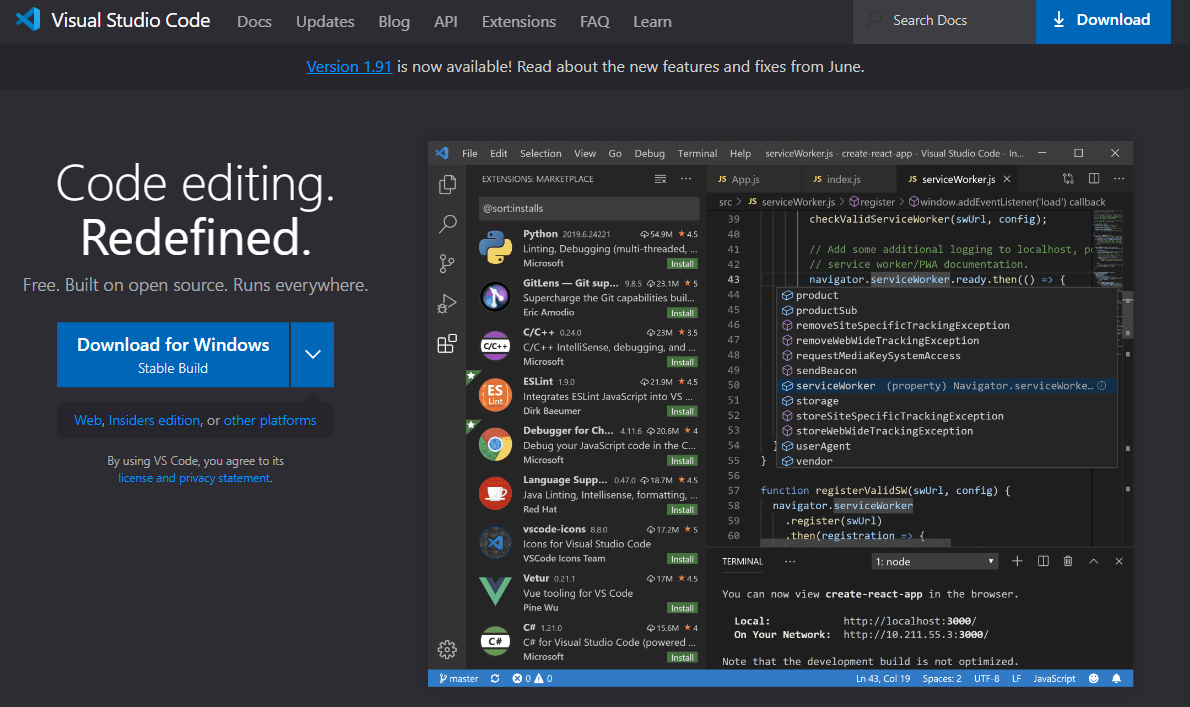 Visual Studio Code Docs Updates Blog API Extensions FAQ Learn Search Docs Download
Version 1.91 is now available! Read about the new features and fixes from June.
Code editing.
Redefined.
Free. Built on open source. Runs everywhere.
Download for Windows
Stable Build
Web, Insiders edition, or other platforms
By using VS Code, you agree to its
license and privacy statement.
File Edit Selection View Go Debug Terminal Help serviceWorker.js - create-react-app - Visual Studio Code - In...
EXTENSIONS: MARKETPLACE
@sort:installs
Python 2019.6.24221 54.9M 4.5
Linting, Debugging (multi-threaded, ...
Microsoft Install
GitLens — Git sup... 9.8.5 23.1M 5
Supercharge the Git capabilities buil...
Eric Amodio Install
C/C++
C/C++ 0.24.0 23M 3.5
C/C++ IntelliSense, debugging, and ...
Microsoft Install
ES
Lint
ESLint 1.9.0 21.9M 4.5
Integrates ESLint JavaScript into VS ...
Dirk Baeumer Install
Debugger for Ch... 4.11.6 20.6M 4
Debug your JavaScript code in the C...
Microsoft Install
Language Supp... 0.47.0 18.7M 4.5
Java Linting, Intellisense, formatting, ...
Red Hat Install
vscode-icons 8.8.0 17.2M 5
Icons for Visual Studio Code
VSCode Icons Team Install
Vetur 0.21.1 17M 4.5
Vue tooling for VS Code
Pine Wu Install
C#
C# 1.21.0 15.6M 4
C# for Visual Studio Code (powered ...
Microsoft Install
JS App.js JS index.js JS serviceWorker.js
src > JS serviceWorker.js > register > window.addEventListener('load') callback
39 checkValidServiceWorker(swUrl, config);
40
41 // Add some additional logging to localhost, po
42 // service worker/PWA documentation.
43 navigator.serviceWorker.ready.then(() => {
44 product
45 productSub
46 removeSiteSpecificTrackingException
47 removeWebWideTrackingException
48 requestMediaKeySystemAccess
49 sendBeacon
50 serviceWorker (property) Navigator.serviceWorke...
51 storage
52 storeSiteSpecificTrackingException
53 storeWebWideTrackingException
54 } userAgent
55 } vendor
56
57 function registerValidSW(swUrl, config) {
58 navigator.serviceWorker
59 .register(swUrl)
60 .then(registration => {
TERMINAL ... 1: node
You can now view create-react-app in the browser.
Local: http://localhost:3000/
On Your Network: http://10.211.55.3:3000/
Note that the development build is not optimized.
master 0 0 Ln 43, Col 19 Spaces: 2 UTF-8 LF JavaScript